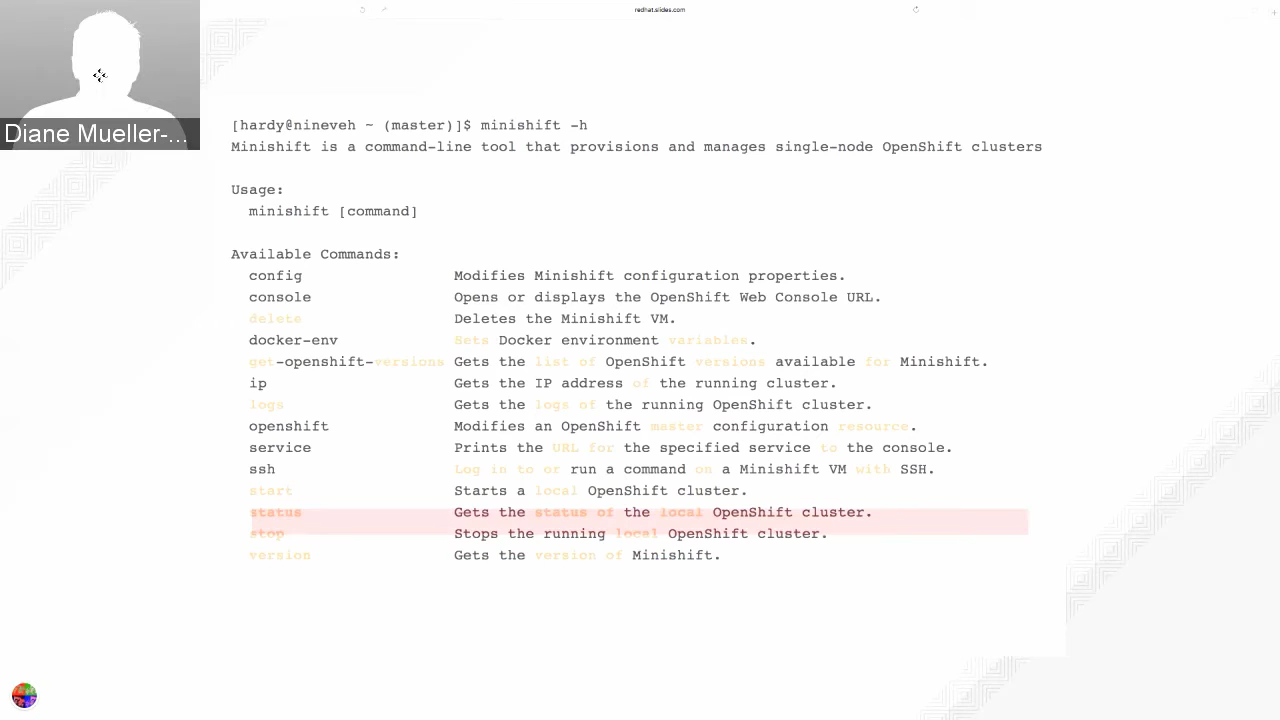 redhat.slides.com
Diane Mueller-...
[hardy@nineveh ~ (master)]$ minishift -h
Minishift is a command-line tool that provisions and manages single-node OpenShift clusters
Usage:
minishift [command]
Available Commands:
config Modifies Minishift configuration properties.
console Opens or displays the OpenShift Web Console URL.
delete Deletes the Minishift VM.
docker-env Sets Docker environment variables.
get-openshift-versions Gets the list of OpenShift versions available for Minishift.
ip Gets the IP address of the running cluster.
logs Gets the logs of the running OpenShift cluster.
openshift Modifies an OpenShift master configuration resource.
service Prints the URL for the specified service to the console.
ssh Log in to or run a command on a Minishift VM with SSH.
start Starts a local OpenShift cluster.
status Gets the status of the local OpenShift cluster.
stop Stops the running local OpenShift cluster.
version Gets the version of Minishift.